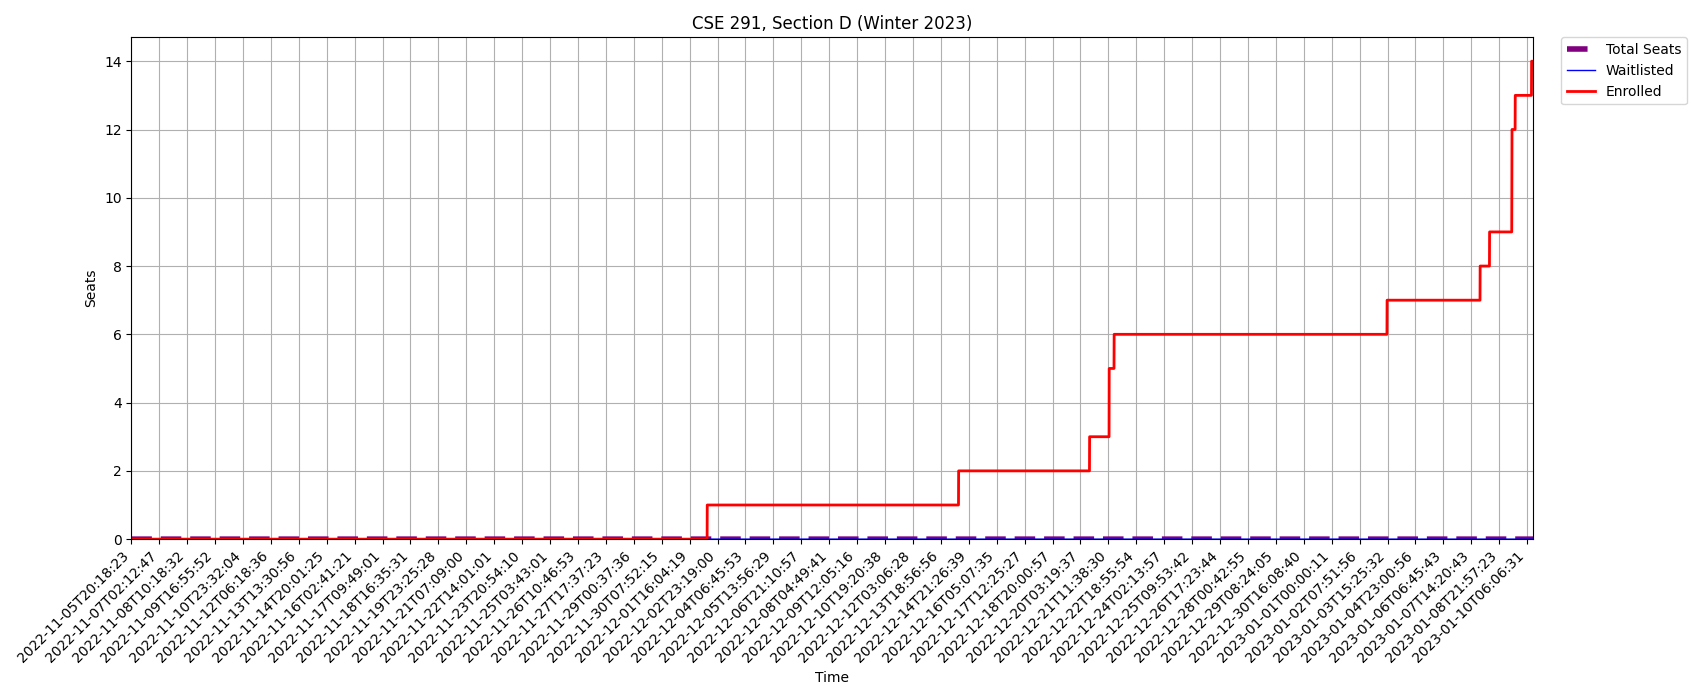 CSE 291, Section D (Winter 2023)
Total Seats
Waitlisted
Enrolled
14
12
10
8
6
4
2
0
Seats
2022-11-05T20:18:23
2022-11-07T02:12:47
2022-11-08T10:18:32
2022-11-09T16:55:52
2022-11-10T23:32:04
2022-11-12T06:18:36
2022-11-13T13:30:56
2022-11-14T20:01:25
2022-11-16T02:41:21
2022-11-17T09:49:01
2022-11-18T16:35:31
2022-11-19T23:25:28
2022-11-21T07:09:00
2022-11-22T14:01:01
2022-11-23T20:54:10
2022-11-25T03:43:01
2022-11-26T10:46:53
2022-11-27T17:37:23
2022-11-29T00:37:36
2022-11-30T07:52:15
2022-12-01T16:04:19
2022-12-02T23:19:00
2022-12-04T06:45:53
2022-12-05T13:56:29
2022-12-06T21:10:57
2022-12-08T04:49:41
2022-12-09T12:05:16
2022-12-10T19:20:38
2022-12-12T03:06:28
2022-12-13T18:56:56
2022-12-14T21:26:39
2022-12-16T05:07:35
2022-12-17T12:25:27
2022-12-18T20:00:57
2022-12-20T03:19:37
2022-12-21T11:38:30
2022-12-22T18:55:54
2022-12-24T02:13:57
2022-12-25T09:53:42
2022-12-26T17:23:44
2022-12-28T00:42:55
2022-12-29T08:24:05
2022-12-30T16:08:40
2023-01-01T00:00:11
2023-01-02T07:51:56
2023-01-03T15:25:32
2023-01-04T23:00:56
2023-01-06T06:45:43
2023-01-07T14:20:43
2023-01-08T21:57:23
2023-01-10T06:06:31
Time